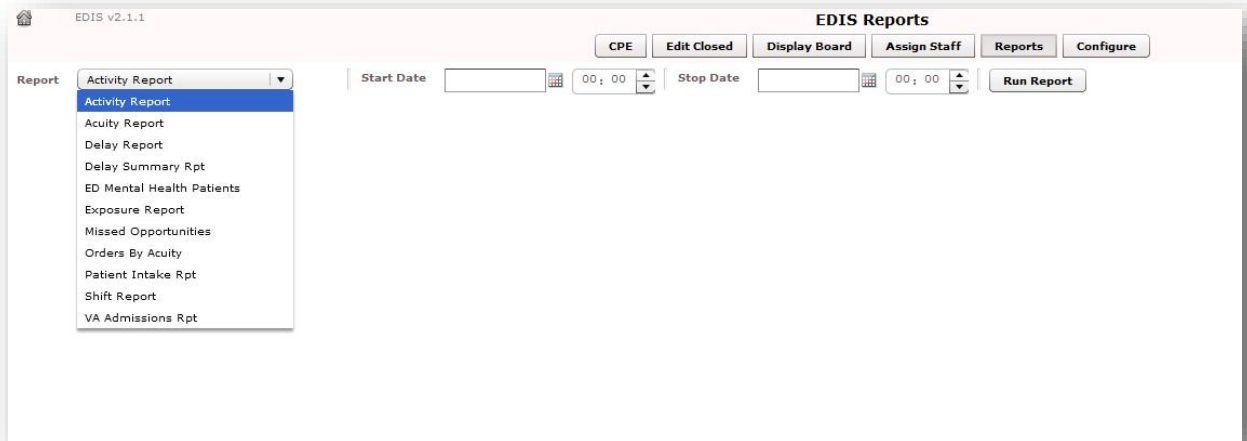 EDIS v2.1.1
EDIS Reports
CPE Edit Closed Display Board Assign Staff Reports Configure
Report Activity Report Start Date 00: 00 Stop Date 00: 00 Run Report
Activity Report
Acuity Report
Delay Report
Delay Summary Rpt
ED Mental Health Patients
Exposure Report
Missed Opportunities
Orders By Acuity
Patient Intake Rpt
Shift Report
VA Admissions Rpt